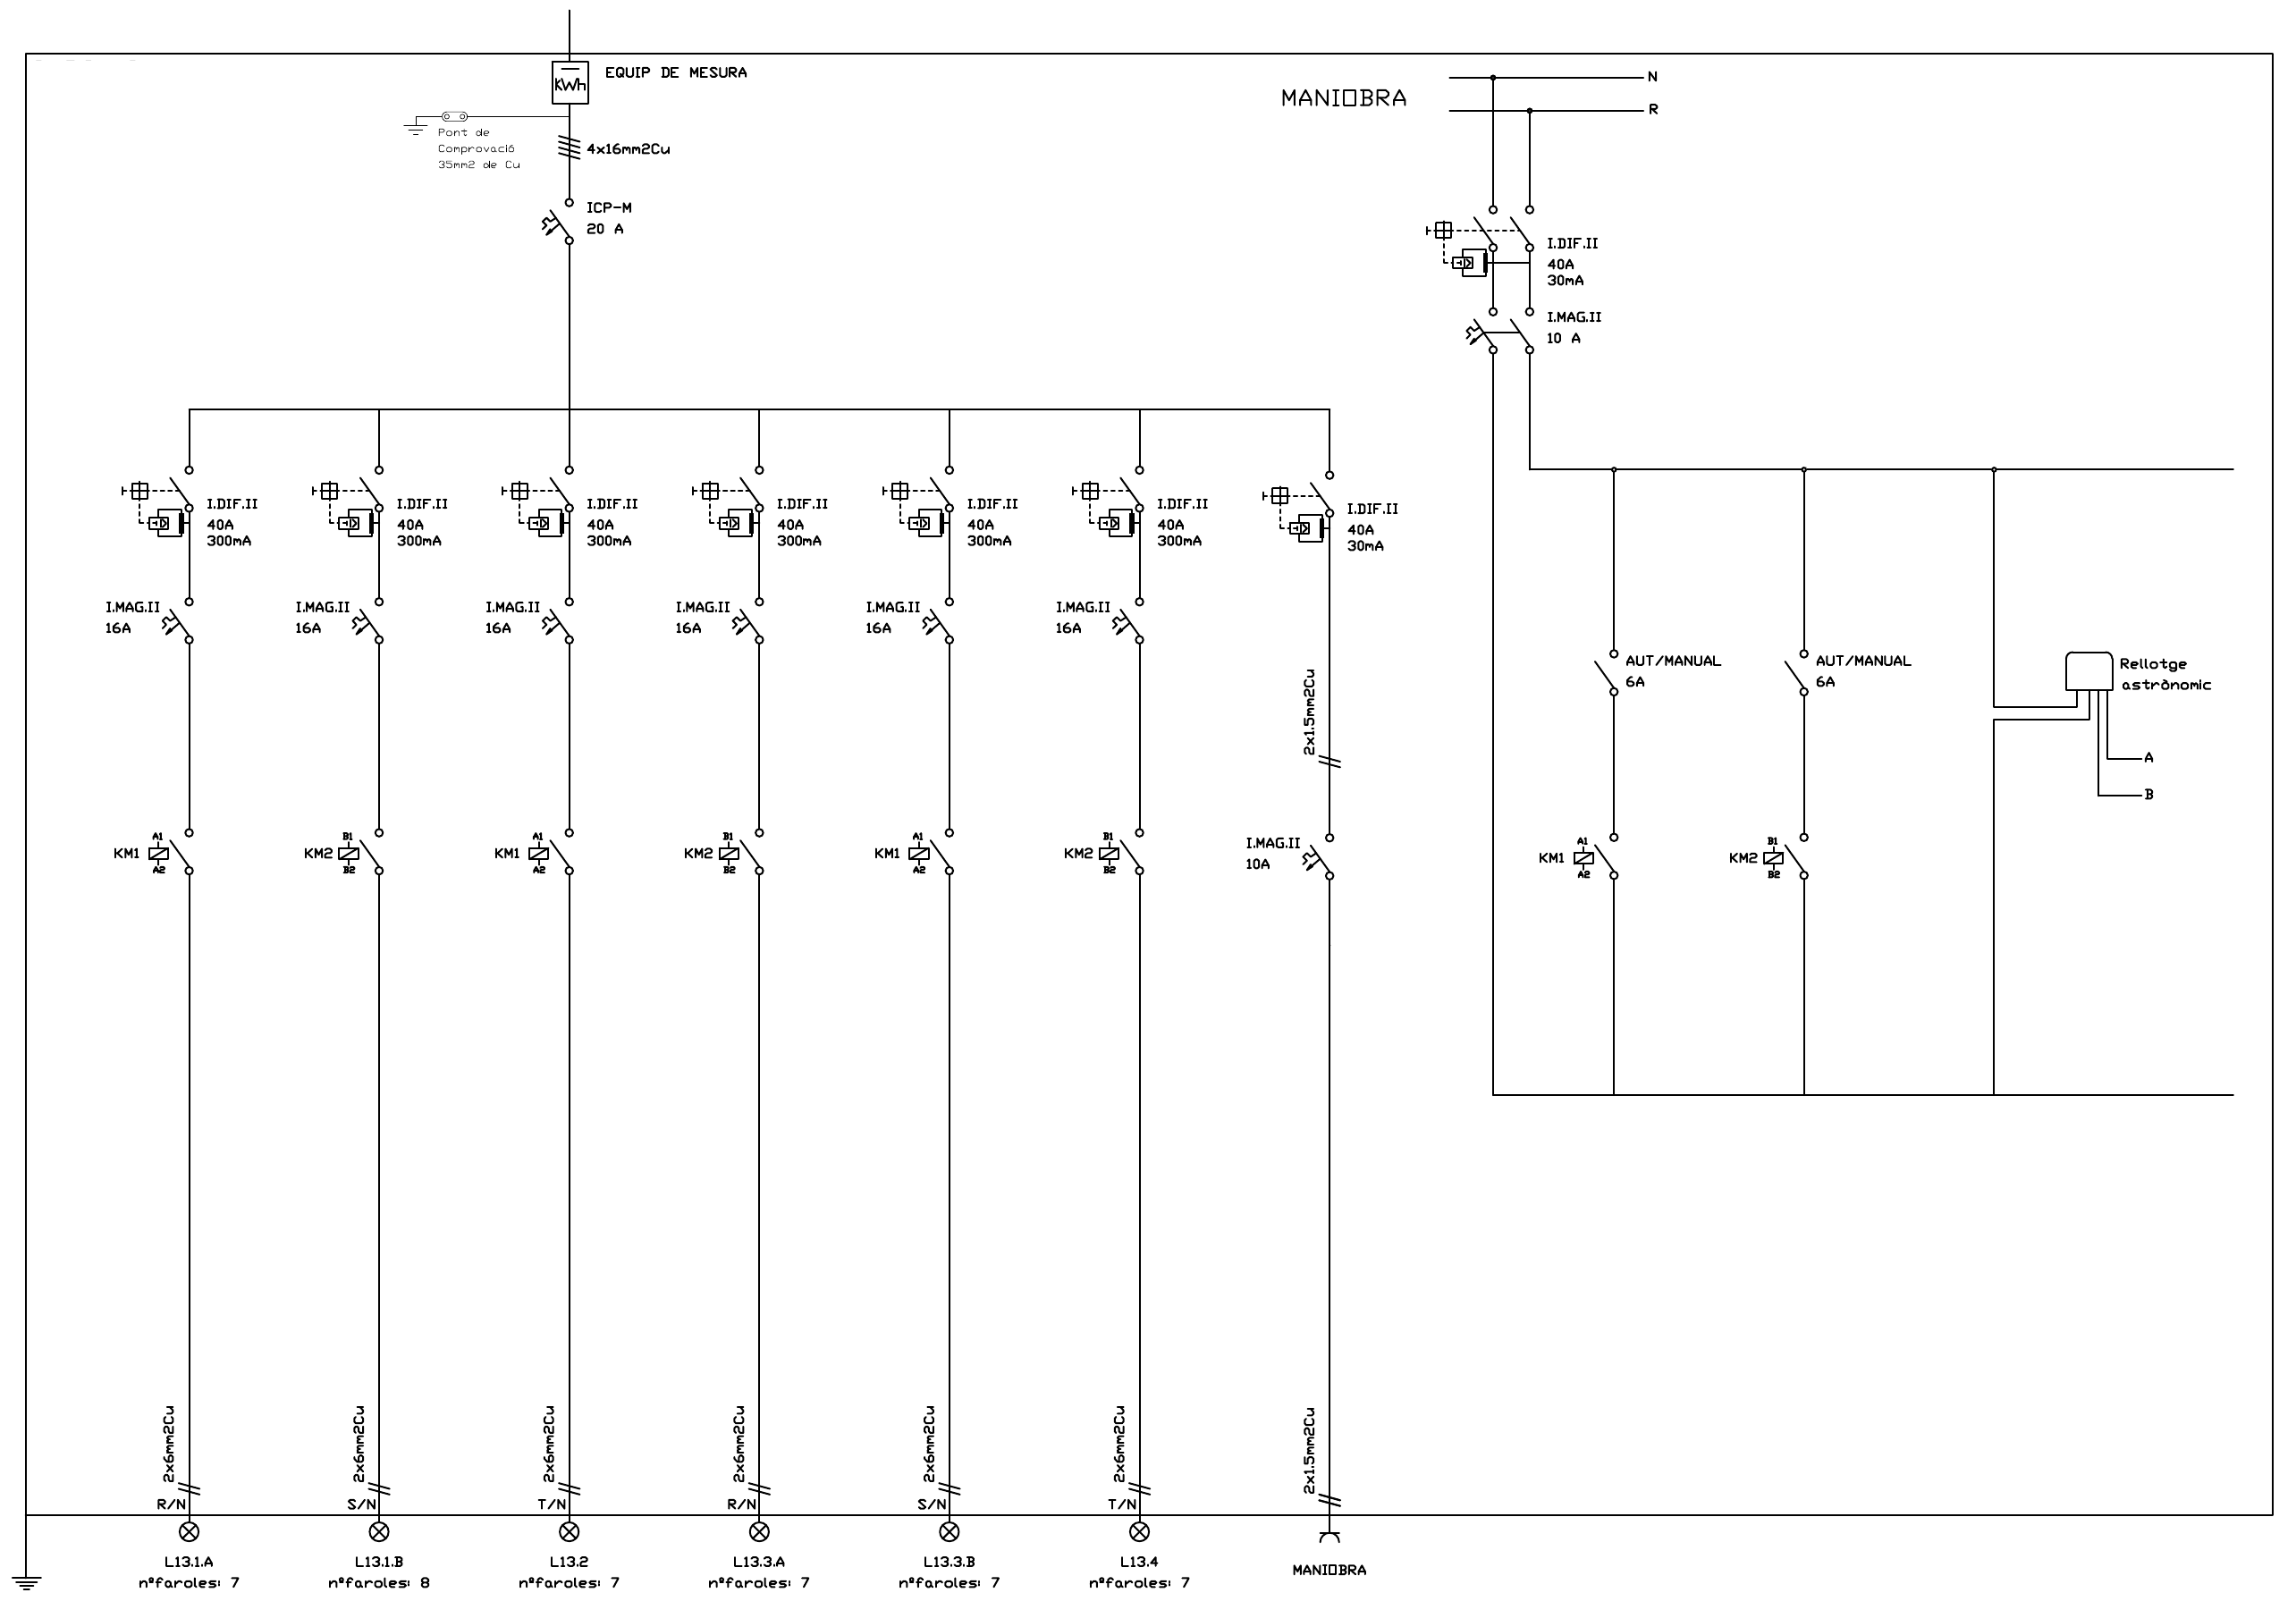 EQUIP DE MESURA
KWh
Pont de
Comprovació
35mm2 de Cu
4x16mm2Cu
ICP-M
20 A
MANIOBRA
N
R
I.DIF.II
40A
30mA
I.MAG.II
10 A
I.DIF.II
40A
300mA
I.DIF.II
40A
300mA
I.DIF.II
40A
300mA
I.DIF.II
40A
300mA
I.DIF.II
40A
300mA
I.DIF.II
40A
300mA
I.DIF.II
40A
30mA
I.MAG.II
16A
I.MAG.II
16A
I.MAG.II
16A
I.MAG.II
16A
I.MAG.II
16A
I.MAG.II
16A
2x1.5mm2Cu
AUT/MANUAL
6A
AUT/MANUAL
6A
Rellotge
astrònomic
A
B
A1
KM1
A2
B1
KM2
B2
A1
KM1
A2
B1
KM2
B2
A1
KM1
A2
B1
KM2
B2
I.MAG.II
10A
A1
KM1
A2
B1
KM2
B2
2x6mm2Cu
R/N
2x6mm2Cu
S/N
2x6mm2Cu
T/N
2x6mm2Cu
R/N
2x6mm2Cu
S/N
2x6mm2Cu
T/N
2x1.5mm2Cu
L13.1.A
nºfaroles: 7
L13.1.B
nºfaroles: 8
L13.2
nºfaroles: 7
L13.3.A
nºfaroles: 7
L13.3.B
nºfaroles: 7
L13.4
nºfaroles: 7
MANIOBRA